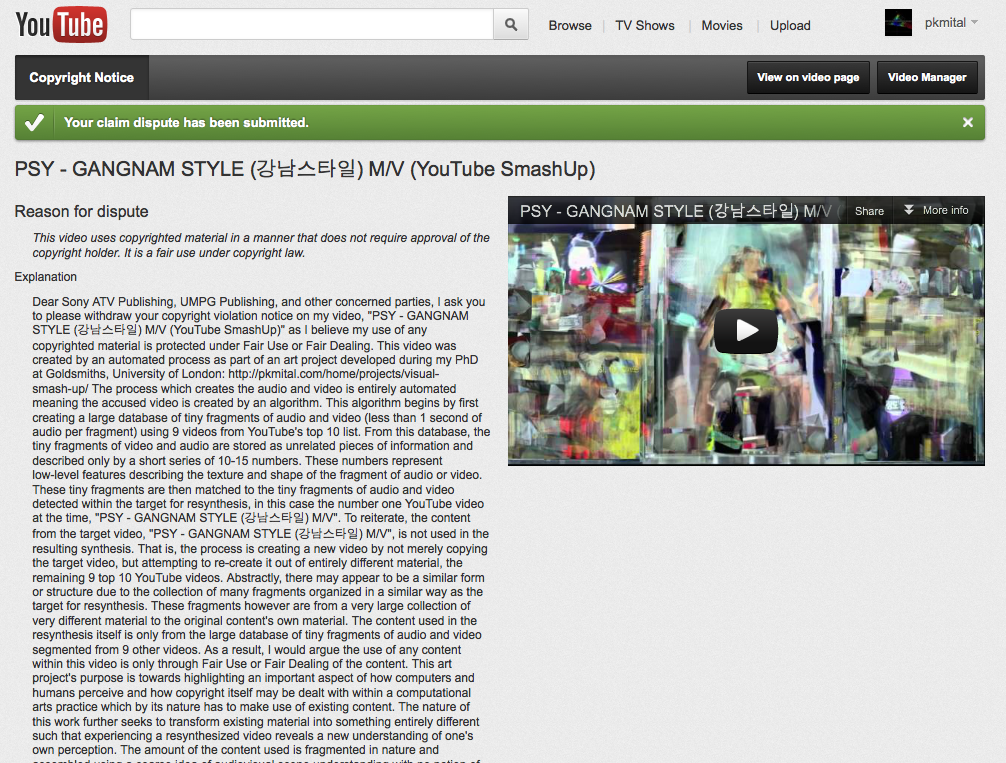 YouTube
Browse
TV Shows
Movies
Upload
pkmital
Copyright Notice
View on video page
Video Manager
Your claim dispute has been submitted.
PSY - GANGNAM STYLE (강남스타일) M/V (YouTube SmashUp)
Reason for dispute
This video uses copyrighted material in a manner that does not require approval of the
copyright holder. It is a fair use under copyright law.
Explanation
Dear Sony ATV Publishing, UMPG Publishing, and other concerned parties, I ask you
to please withdraw your copyright violation notice on my video, "PSY - GANGNAM
STYLE (강남스타일) M/V (YouTube SmashUp)" as I believe my use of any
copyrighted material is protected under Fair Use or Fair Dealing. This video was
created by an automated process as part of an art project developed during my PhD
at Goldsmiths, University of London: http://pkmital.com/home/projects/visual-
smash-up/ The process which creates the audio and video is entirely automated
meaning the accused video is created by an algorithm. This algorithm begins by first
creating a large database of tiny fragments of audio and video (less than 1 second of
audio per fragment) using 9 videos from YouTube's top 10 list. From this database, the
tiny fragments of video and audio are stored as unrelated pieces of information and
described only by a short series of 10-15 numbers. These numbers represent
low-level features describing the texture and shape of the fragment of audio or video.
These tiny fragments are then matched to the tiny fragments of audio and video
detected within the target for resynthesis, in this case the number one YouTube video
at the time, "PSY - GANGNAM STYLE (강남스타일) M/V". To reiterate, the content
from the target video, "PSY - GANGNAM STYLE (강남스타일) M/V", is not used in the
resulting synthesis. That is, the process is creating a new video by not merely copying
the target video, but attempting to re-create it out of entirely different material, the
remaining 9 top 10 YouTube videos. Abstractly, there may appear to be a similar form
or structure due to the collection of many fragments organized in a similar way as the
target for resynthesis. These fragments however are from a very large collection of
very different material to the original content's own material. The content used in the
resynthesis itself is only from the large database of tiny fragments of audio and video
segmented from 9 other videos. As a result, I would argue the use of any content
within this video is only through Fair Use or Fair Dealing of the content. This art
project's purpose is towards highlighting an important aspect of how computers and
humans perceive and how copyright itself may be dealt with within a computational
arts practice which by its nature has to make use of existing content. The nature of
this work further seeks to transform existing material into something entirely different
such that experiencing a resynthesized video reveals a new understanding of one's
own perception. The amount of the content used is fragmented in nature and
PSY - GANGNAM STYLE (강남스타일) M/V (
Share
More info